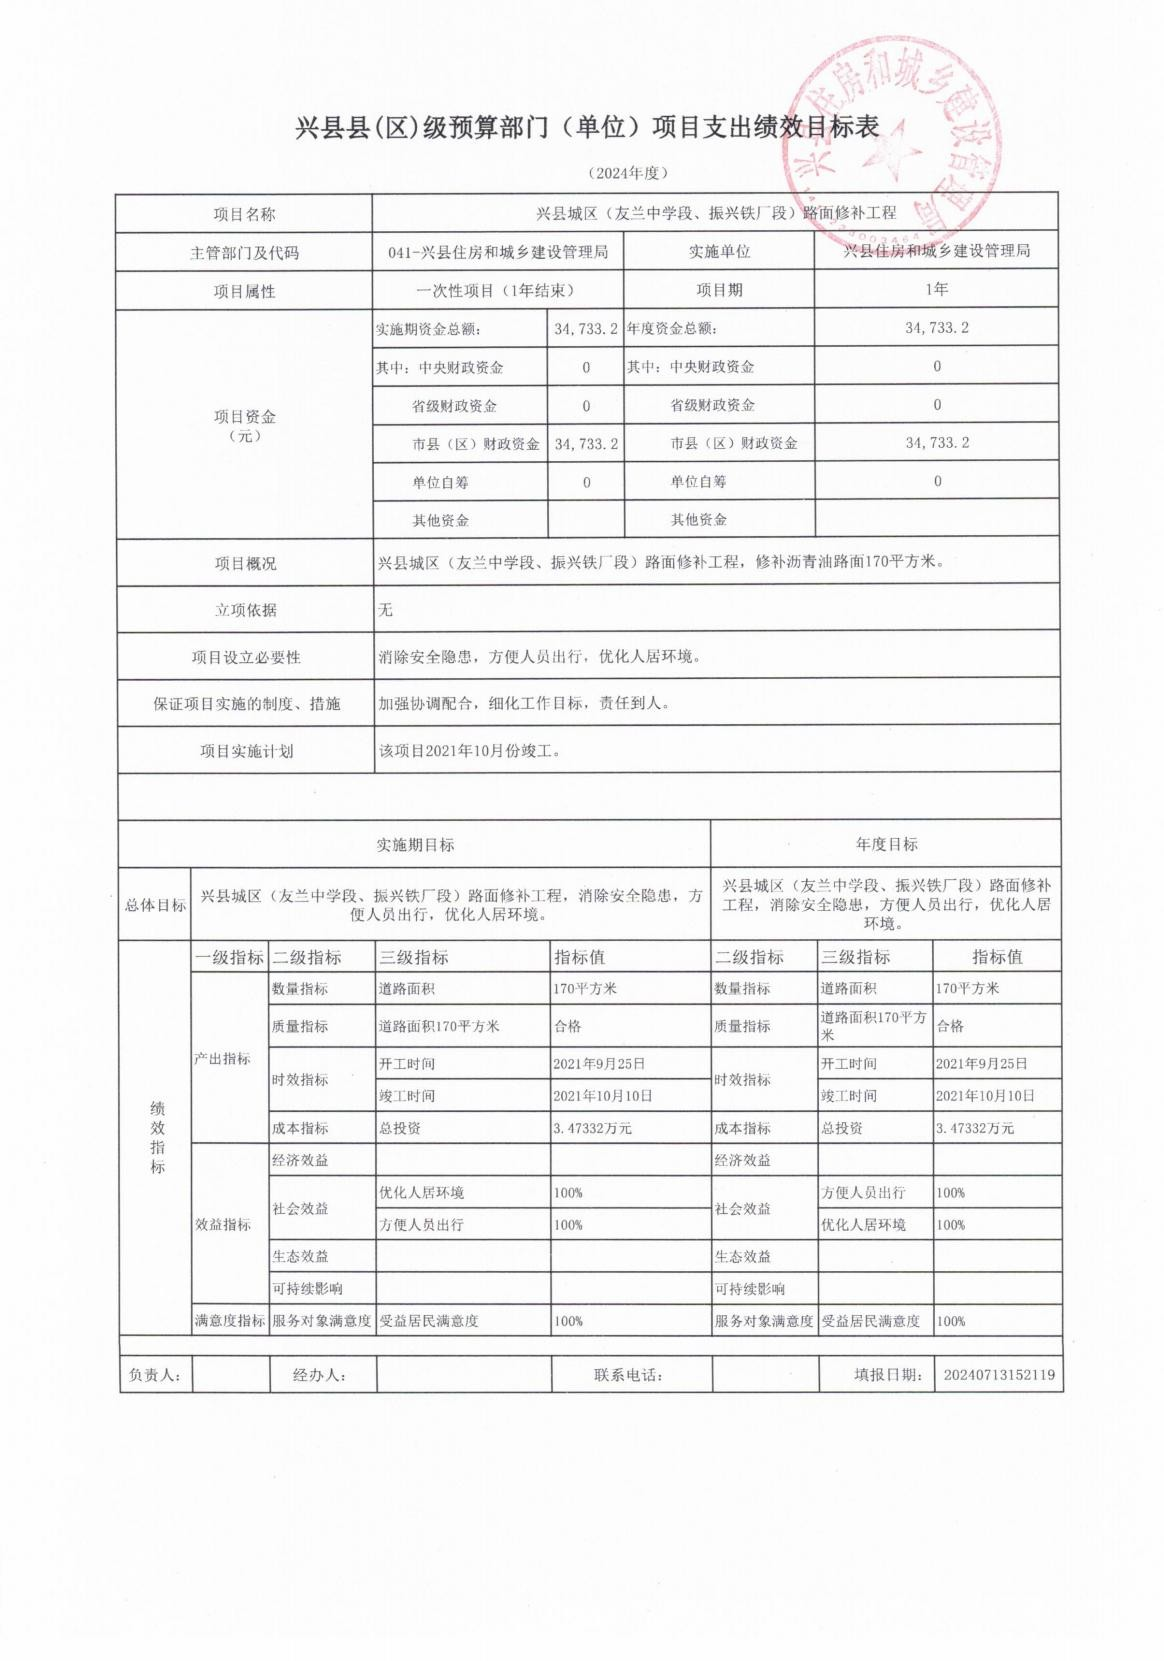 兴县住房和城乡建设管理局
兴县县(区)级预算部门（单位）项目支出绩效目标表
（2024年度）
项目名称 兴县城区（友兰中学段、振兴铁厂段）路面修补工程
主管部门及代码 041-兴县住房和城乡建设管理局 实施单位 兴县住房和城乡建设管理局
项目属性 一次性项目（1年结束） 项目期 1年
项目资金
（元）
实施期资金总额： 34,733.2 年度资金总额： 34,733.2
其中：中央财政资金 0 其中：中央财政资金 0
省级财政资金 0 省级财政资金 0
市县（区）财政资金 34,733.2 市县（区）财政资金 34,733.2
单位自筹 0 单位自筹 0
其他资金 其他资金
项目概况 兴县城区（友兰中学段、振兴铁厂段）路面修补工程，修补沥青油路面170平方米。
立项依据 无
项目设立必要性 消除安全隐患，方便人员出行，优化人居环境。
保证项目实施的制度、措施 加强协调配合，细化工作目标，责任到人。
项目实施计划 该项目2021年10月份竣工。
实施期目标 年度目标
总体目标
兴县城区（友兰中学段、振兴铁厂段）路面修补工程，消除安全隐患，方
便人员出行，优化人居环境。
兴县城区（友兰中学段、振兴铁厂段）路面修补
工程，消除安全隐患，方便人员出行，优化人居
环境。
绩
效
指
标
一级指标 二级指标 三级指标 指标值 二级指标 三级指标 指标值
产出指标
数量指标 道路面积 170平方米 数量指标 道路面积 170平方米
质量指标 道路面积170平方米 合格 质量指标 道路面积170平方
米 合格
时效指标 开工时间 2021年9月25日 时效指标 开工时间 2021年9月25日
竣工时间 2021年10月10日 竣工时间 2021年10月10日
成本指标 总投资 3.47332万元 成本指标 总投资 3.47332万元
效益指标
经济效益 经济效益
社会效益 优化人居环境 100% 社会效益 方便人员出行 100%
方便人员出行 100% 优化人居环境 100%
生态效益 生态效益
可持续影响 可持续影响
满意度指标 服务对象满意度 受益居民满意度 100% 服务对象满意度 受益居民满意度 100%
负责人： 经办人： 联系电话： 填报日期： 20240713152119